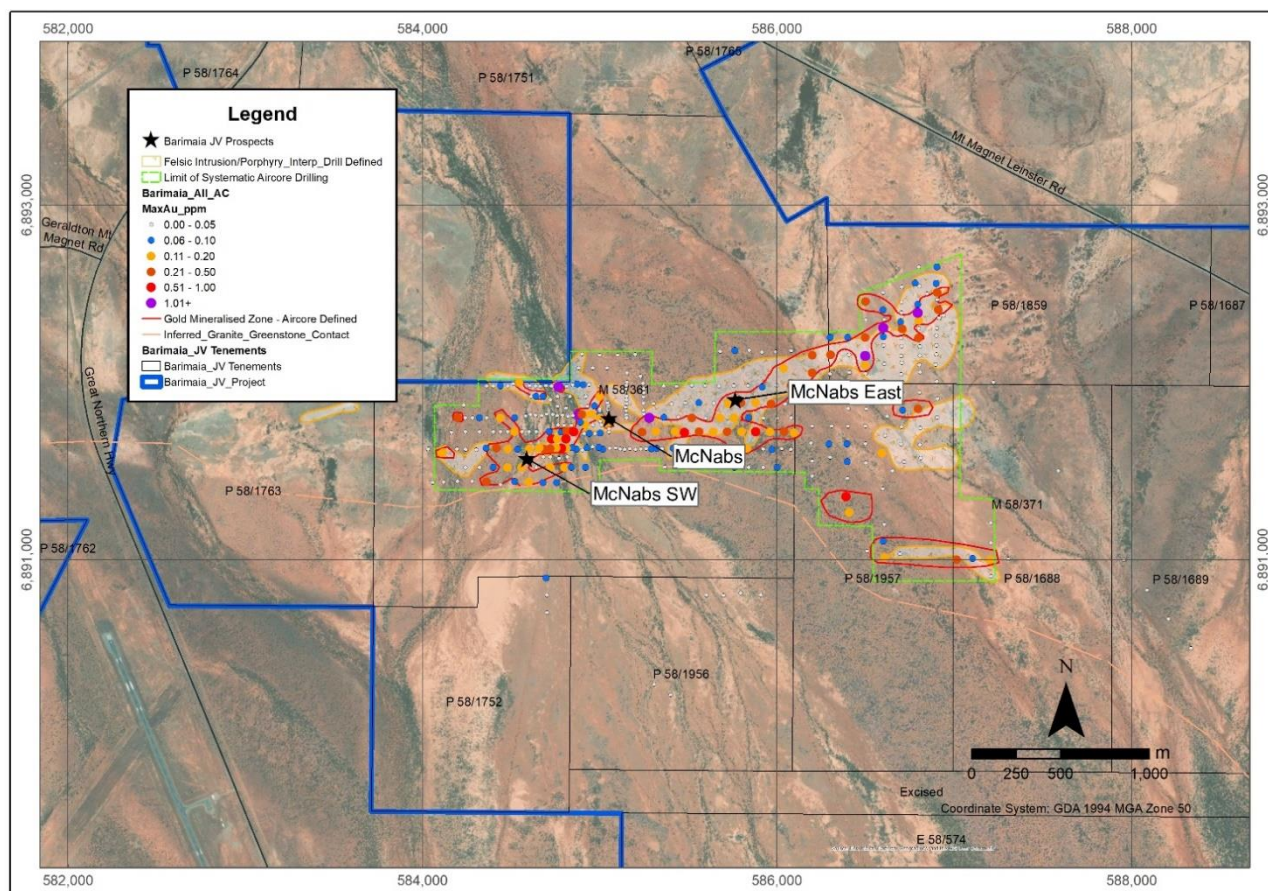 582,000
584,000
586,000
588,000
P 58/1764
P 58/1751
P 58/1765
Legend
Barimaia JV Prospects
Felsic Intrusion/Porphyry_Interp_Drill Defined
Limit of Systematic Aircore Drilling
Barimaia_All_AC
MaxAu_ppm
0.00 - 0.05
0.06 - 0.10
0.11 - 0.20
0.21 - 0.50
0.51 - 1.00
1.01+
Gold Mineralised Zone - Aircore Defined
Inferred_Granite_Greenstone_Contact
Barimaia_JV Tenements
Barimaia_JV Tenements
Barimaia_JV_Project
Mt Magnet Leinster Rd
6,893,000
6,893,000
Geraldton Mt
Magnet Rd
Great Northern Hwy
P 58/1859
P 58/1687
M 58/361
McNabs East
McNabs
McNabs SW
P 58/1763
M 58/371
P 58/1762
6,891,000
6,891,000
P 58/1957
P 58/1688
P 58/1689
P 58/1956
P 58/1752
N
m
0
250
500
1,000
Excised
Coordinate System: GDA 1994 MGA Zone 50
E 58/574
582,000
584,000
586,000
588,000